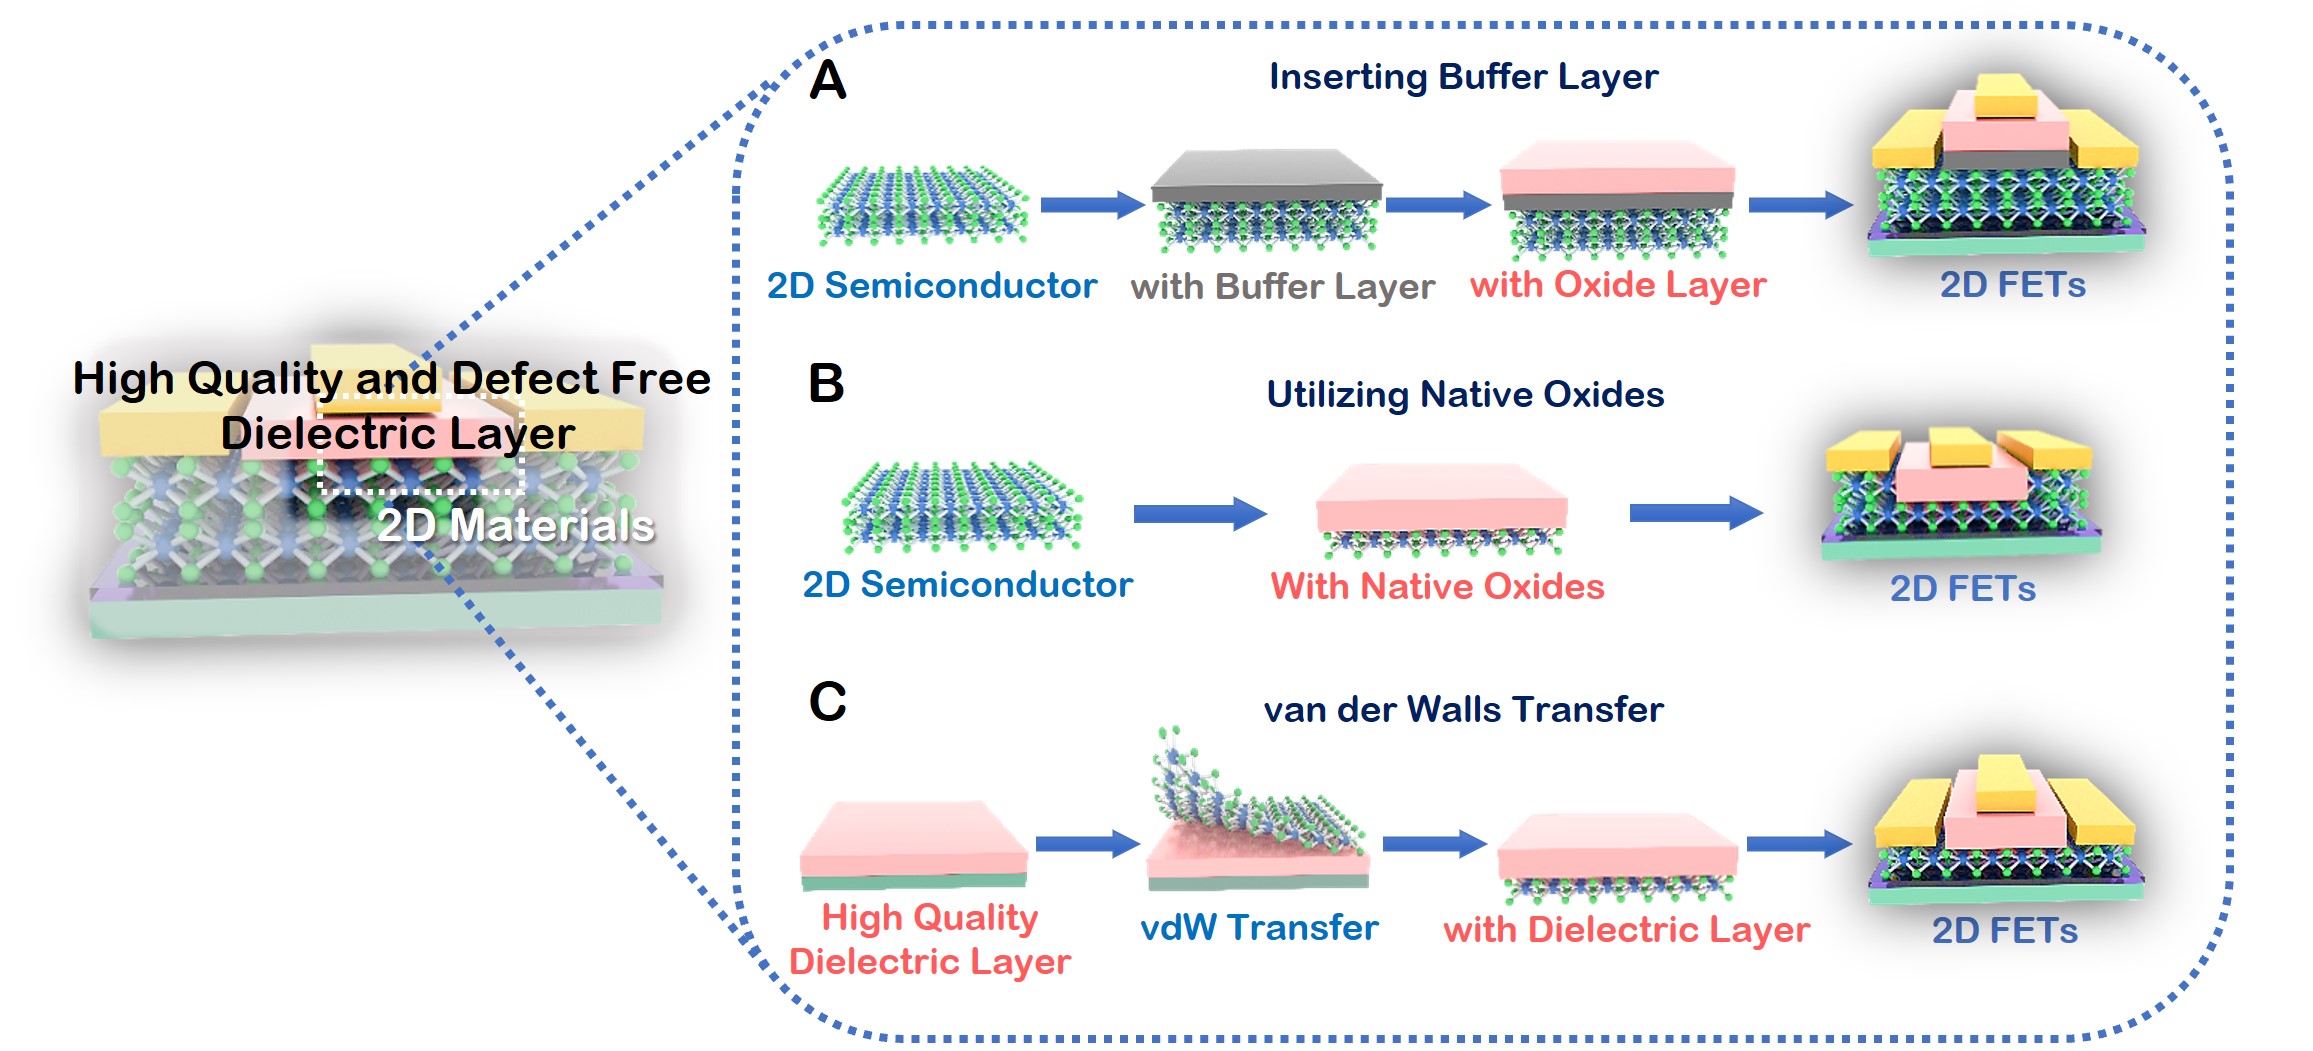 High Quality and Defect Free
Dielectric Layer
2D Materials
A
Inserting Buffer Layer
2D Semiconductor
with Buffer Layer
with Oxide Layer
2D FETs
B
Utilizing Native Oxides
2D Semiconductor
With Native Oxides
2D FETs
C
van der Walls Transfer
High Quality
Dielectric Layer
vdW Transfer
with Dielectric Layer
2D FETs